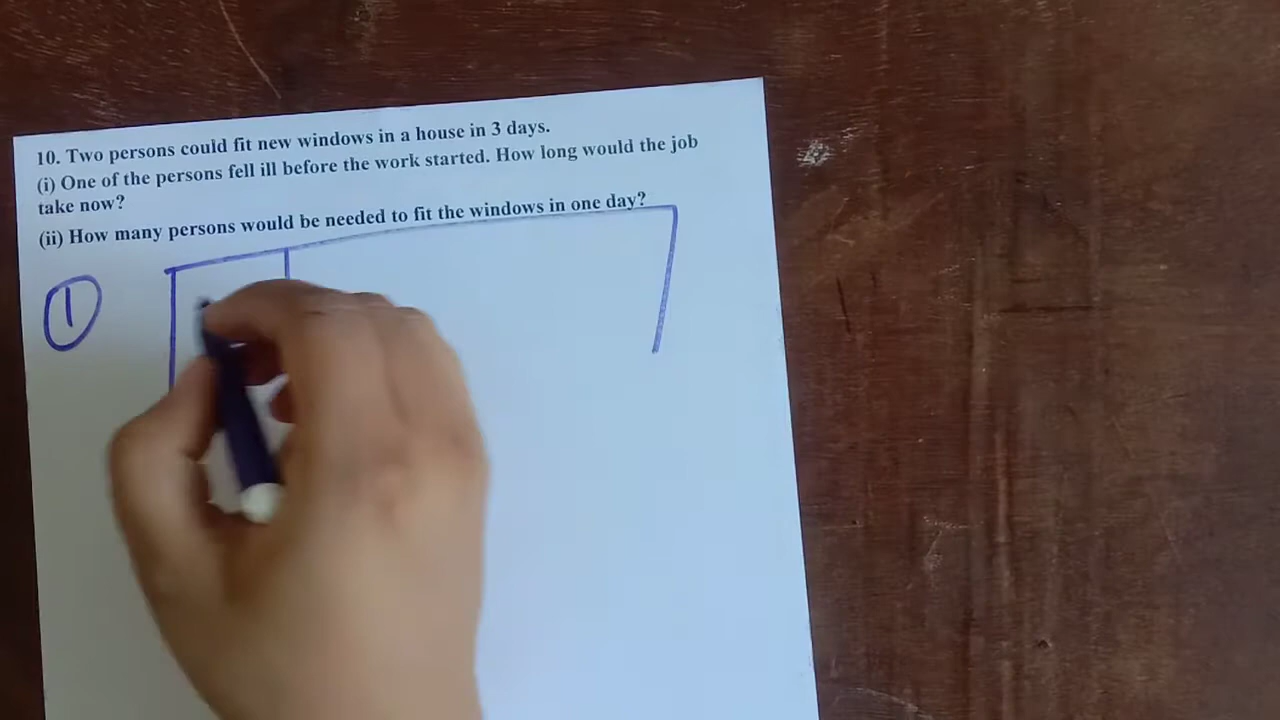 10. Two persons could fit new windows in a house in 3 days.
(i) One of the persons fell ill before the work started. How long would the job
take now?
(ii) How many persons would be needed to fit the windows in one day?
①